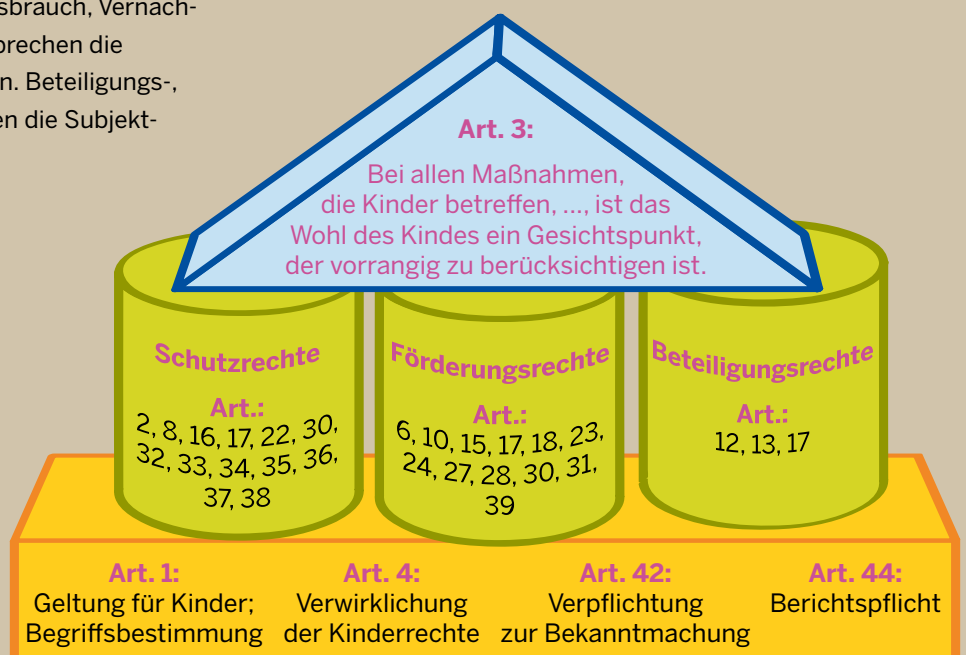 sbrauch, Vernach-
prechen die
n. Beteiligungs-,
en die Subjekt-
Art. 3:
Bei allen Maßnahmen,
die Kinder betreffen, ..., ist das
Wohl des Kindes ein Gesichtspunkt,
der vorrangig zu berücksichtigen ist.
Schutzrechte
Art.:
2, 8, 16, 17, 22, 30,
32, 33, 34, 35, 36,
37, 38
Förderungsrechte
Art.:
6, 10, 15, 17, 18, 23,
24, 27, 28, 30, 31,
39
Beteiligungsrechte
Art.:
12, 13, 17
Art. 1:
Geltung für Kinder;
Begriffsbestimmung
Art. 4:
Verwirklichung
der Kinderrechte
Art. 42:
Verpflichtung
zur Bekanntmachung
Art. 44:
Berichtspflicht